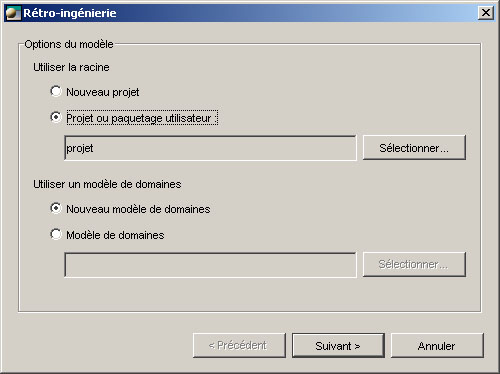 Rétro-ingénierie
Options du modèle
Utiliser la racine
Nouveau projet
Projet ou paquetage utilisateur :
projet
Sélectionner...
Utiliser un modèle de domaines
Nouveau modèle de domaines
Modèle de domaines
Sélectionner...
< Précédent
Suivant >
Annuler